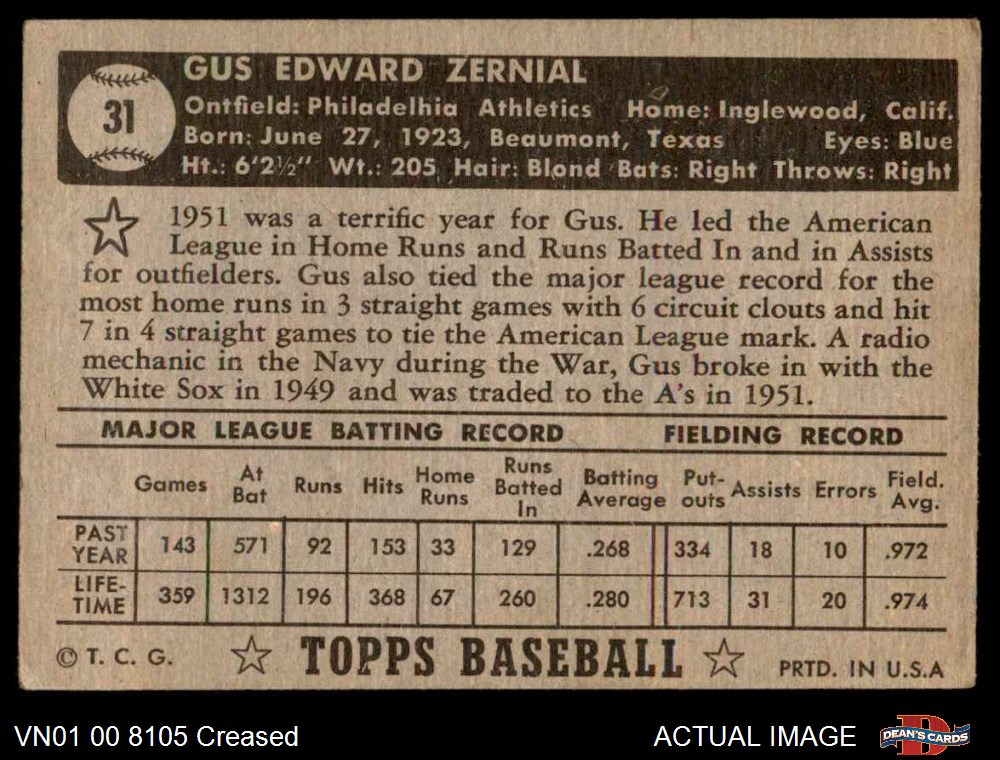 31
GUS EDWARD ZERNIAL
Ontfield: Philadelhia Athletics Home: Inglewood, Calif.
Born: June 27, 1923, Beaumont, Texas Eyes: Blue
Ht.: 6'2½" Wt.: 205 Hair: Blond Bats: Right Throws: Right
1951 was a terrific year for Gus. He led the American
League in Home Runs and Runs Batted In and in Assists
for outfielders. Gus also tied the major league record for the
most home runs in 3 straight games with 6 circuit clouts and hit
7 in 4 straight games to tie the American League mark. A radio
mechanic in the Navy during the War, Gus broke in with the
White Sox in 1949 and was traded to the A's in 1951.
MAJOR LEAGUE BATTING RECORD FIELDING RECORD
Games At Bat Runs Hits Home Runs Runs Batted In Batting Average Put-outs Assists Errors Field. Avg.
PAST YEAR 143 571 92 153 33 129 .268 334 18 10 .972
LIFE-TIME 359 1312 196 368 67 260 .280 713 31 20 .974
© T. C. G. ☆ TOPPS BASEBALL ☆ PRTD. IN U.S.A
VN01 00 8105 Creased ACTUAL IMAGE D DEAN'S CARDS